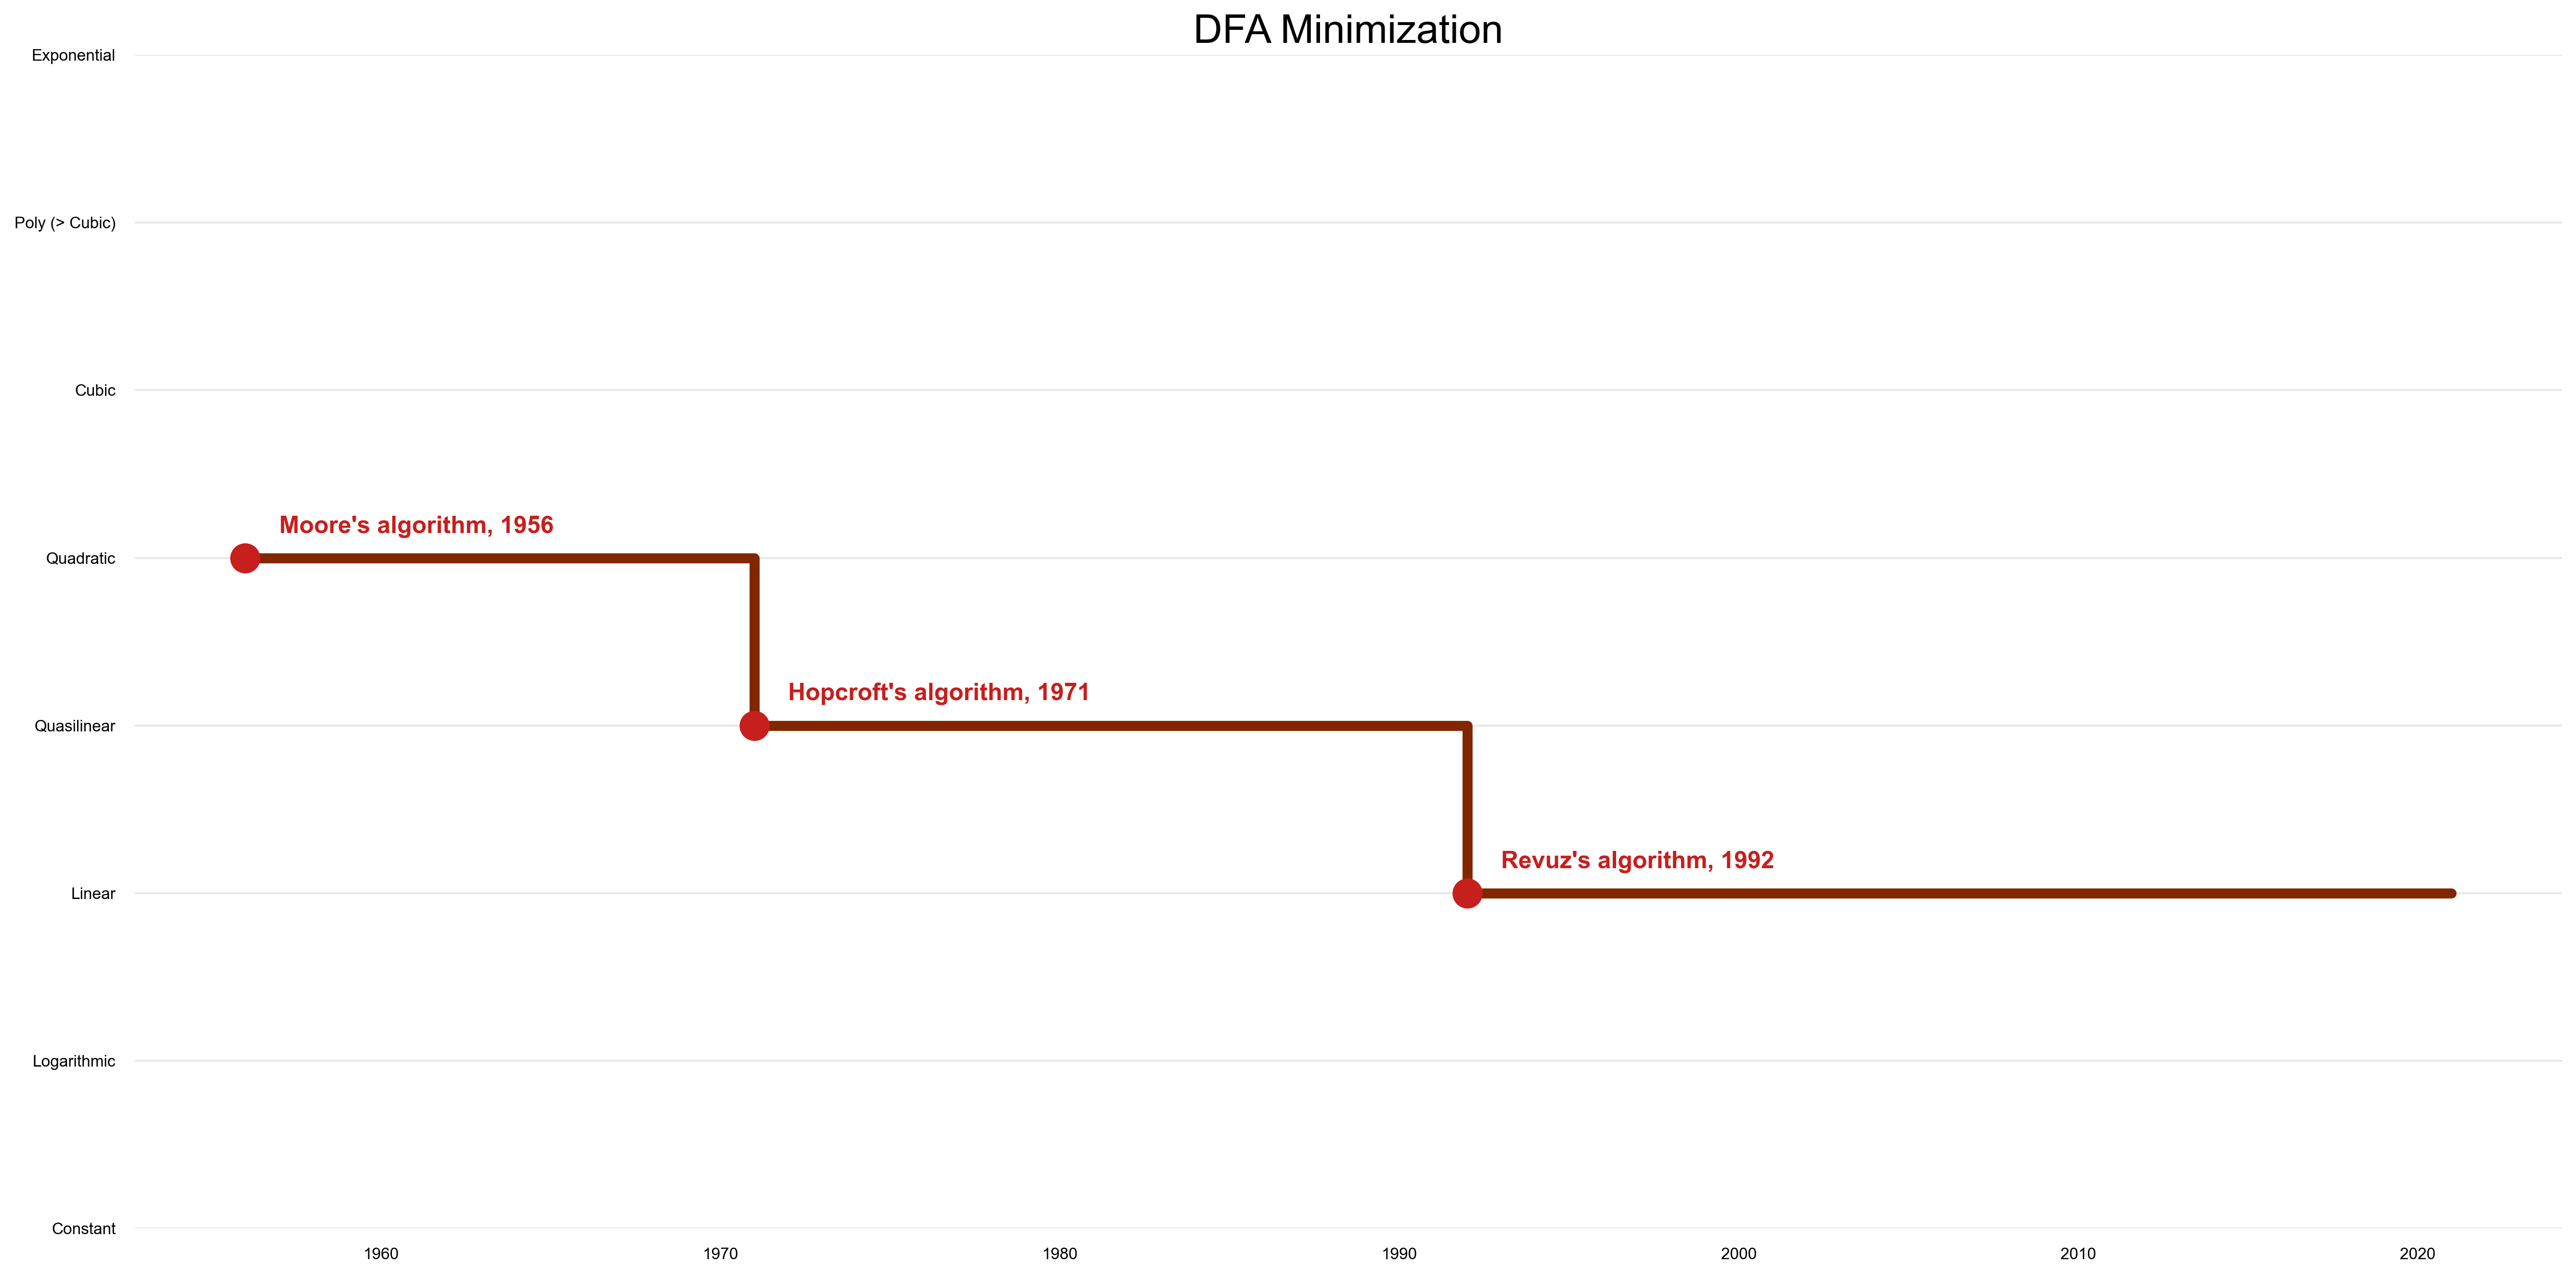 DFA Minimization
Exponential
Poly (> Cubic)
Cubic
Quadratic
Quasilinear
Linear
Logarithmic
Constant
Moore's algorithm, 1956
Hopcroft's algorithm, 1971
Revuz's algorithm, 1992
1960
1970
1980
1990
2000
2010
2020